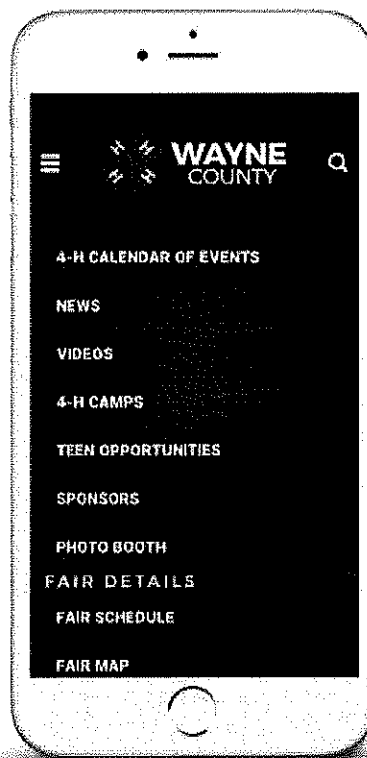 WAYNE
COUNTY
4-H CALENDAR OF EVENTS
NEWS
VIDEOS
4-H CAMPS
TEEN OPPORTUNITIES
SPONSORS
PHOTO BOOTH
FAIR DETAILS
FAIR SCHEDULE
FAIR MAP